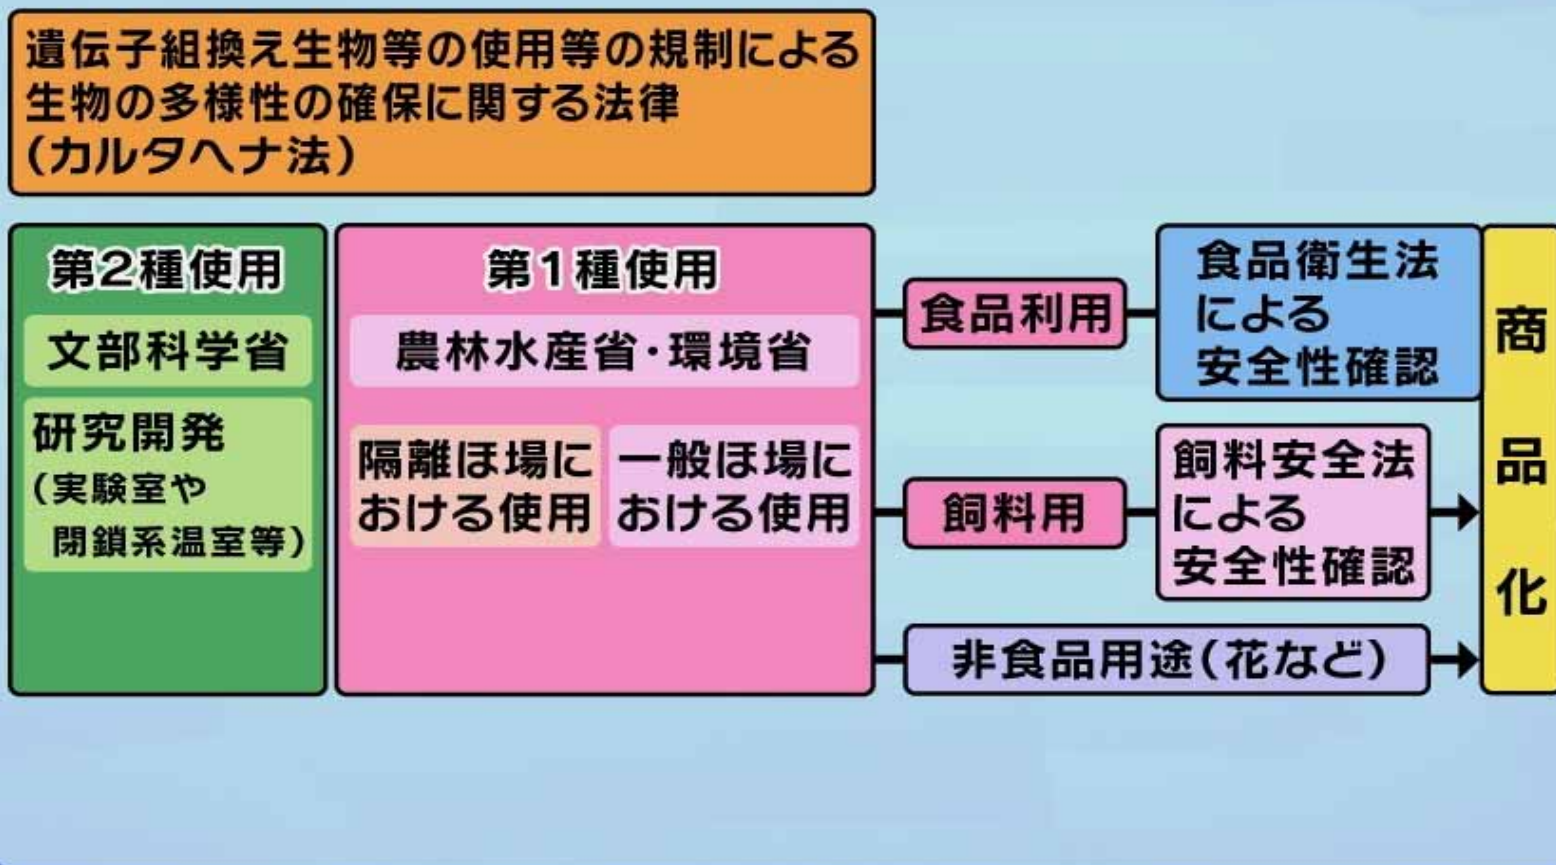 遺伝子組換え生物等の使用等の規制による
生物の多様性の確保に関する法律
(カルタヘナ法)
第2種使用
文部科学省
研究開発
(実験室や
閉鎖系温室等)
第1種使用
農林水産省・環境省
隔離ほ場に
おける使用
一般ほ場に
おける使用
食品利用
食品衛生法
による
安全性確認
飼料用
飼料安全法
による
安全性確認
非食品用途(花など)
商品化